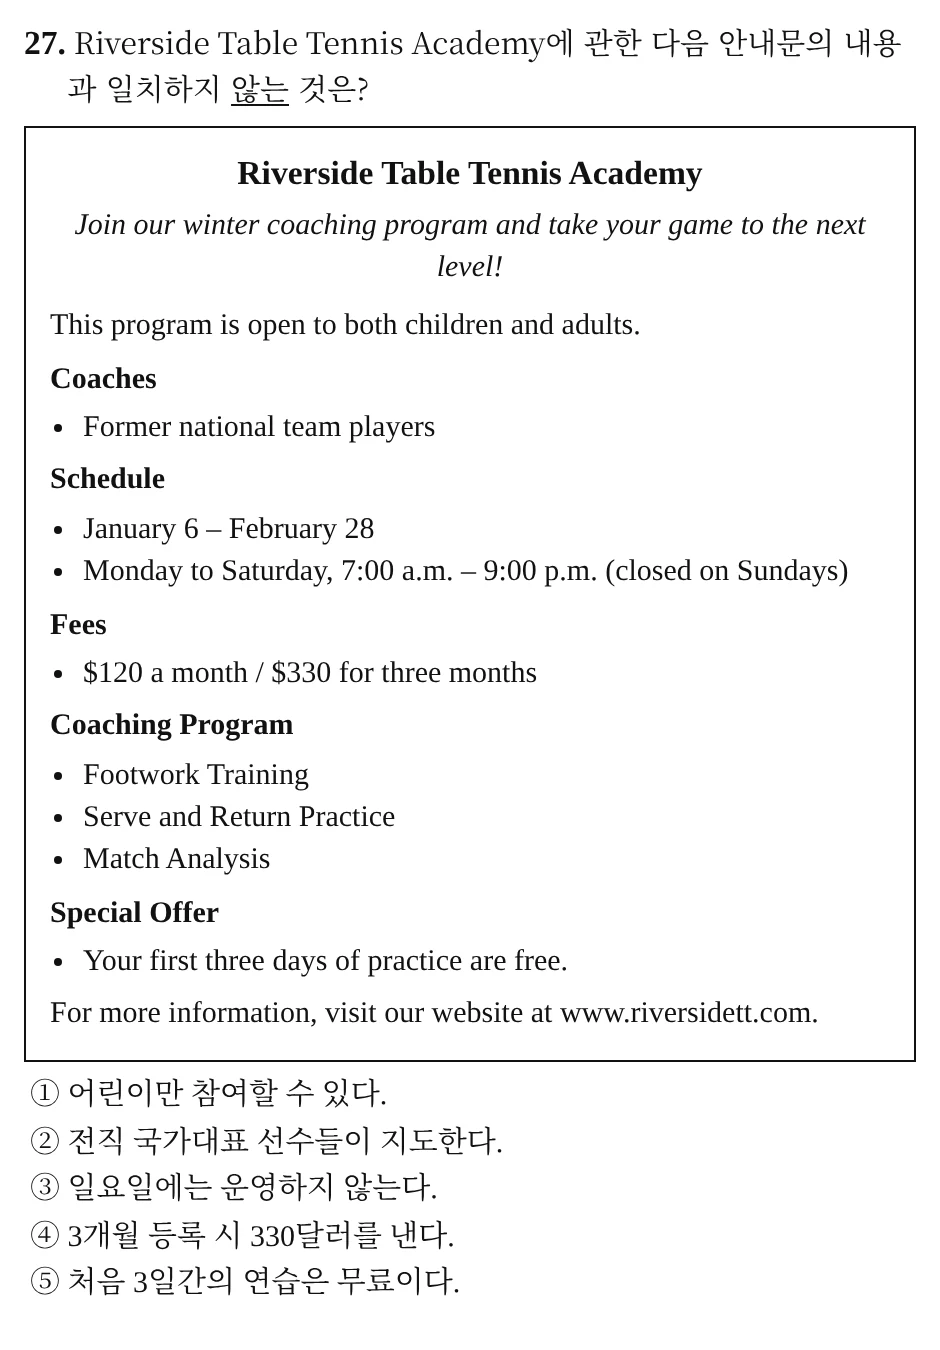 27. Riverside Table Tennis Academy에 관한 다음 안내문의 내용
과 일치하지 않는 것은?
Riverside Table Tennis Academy
Join our winter coaching program and take your game to the next
level!
This program is open to both children and adults.
Coaches
• Former national team players
Schedule
• January 6 – February 28
• Monday to Saturday, 7:00 a.m. – 9:00 p.m. (closed on Sundays)
Fees
• $120 a month / $330 for three months
Coaching Program
• Footwork Training
• Serve and Return Practice
• Match Analysis
Special Offer
• Your first three days of practice are free.
For more information, visit our website at www.riversidett.com.
① 어린이만 참여할 수 있다.
② 전직 국가대표 선수들이 지도한다.
③ 일요일에는 운영하지 않는다.
④ 3개월 등록 시 330달러를 낸다.
⑤ 처음 3일간의 연습은 무료이다.